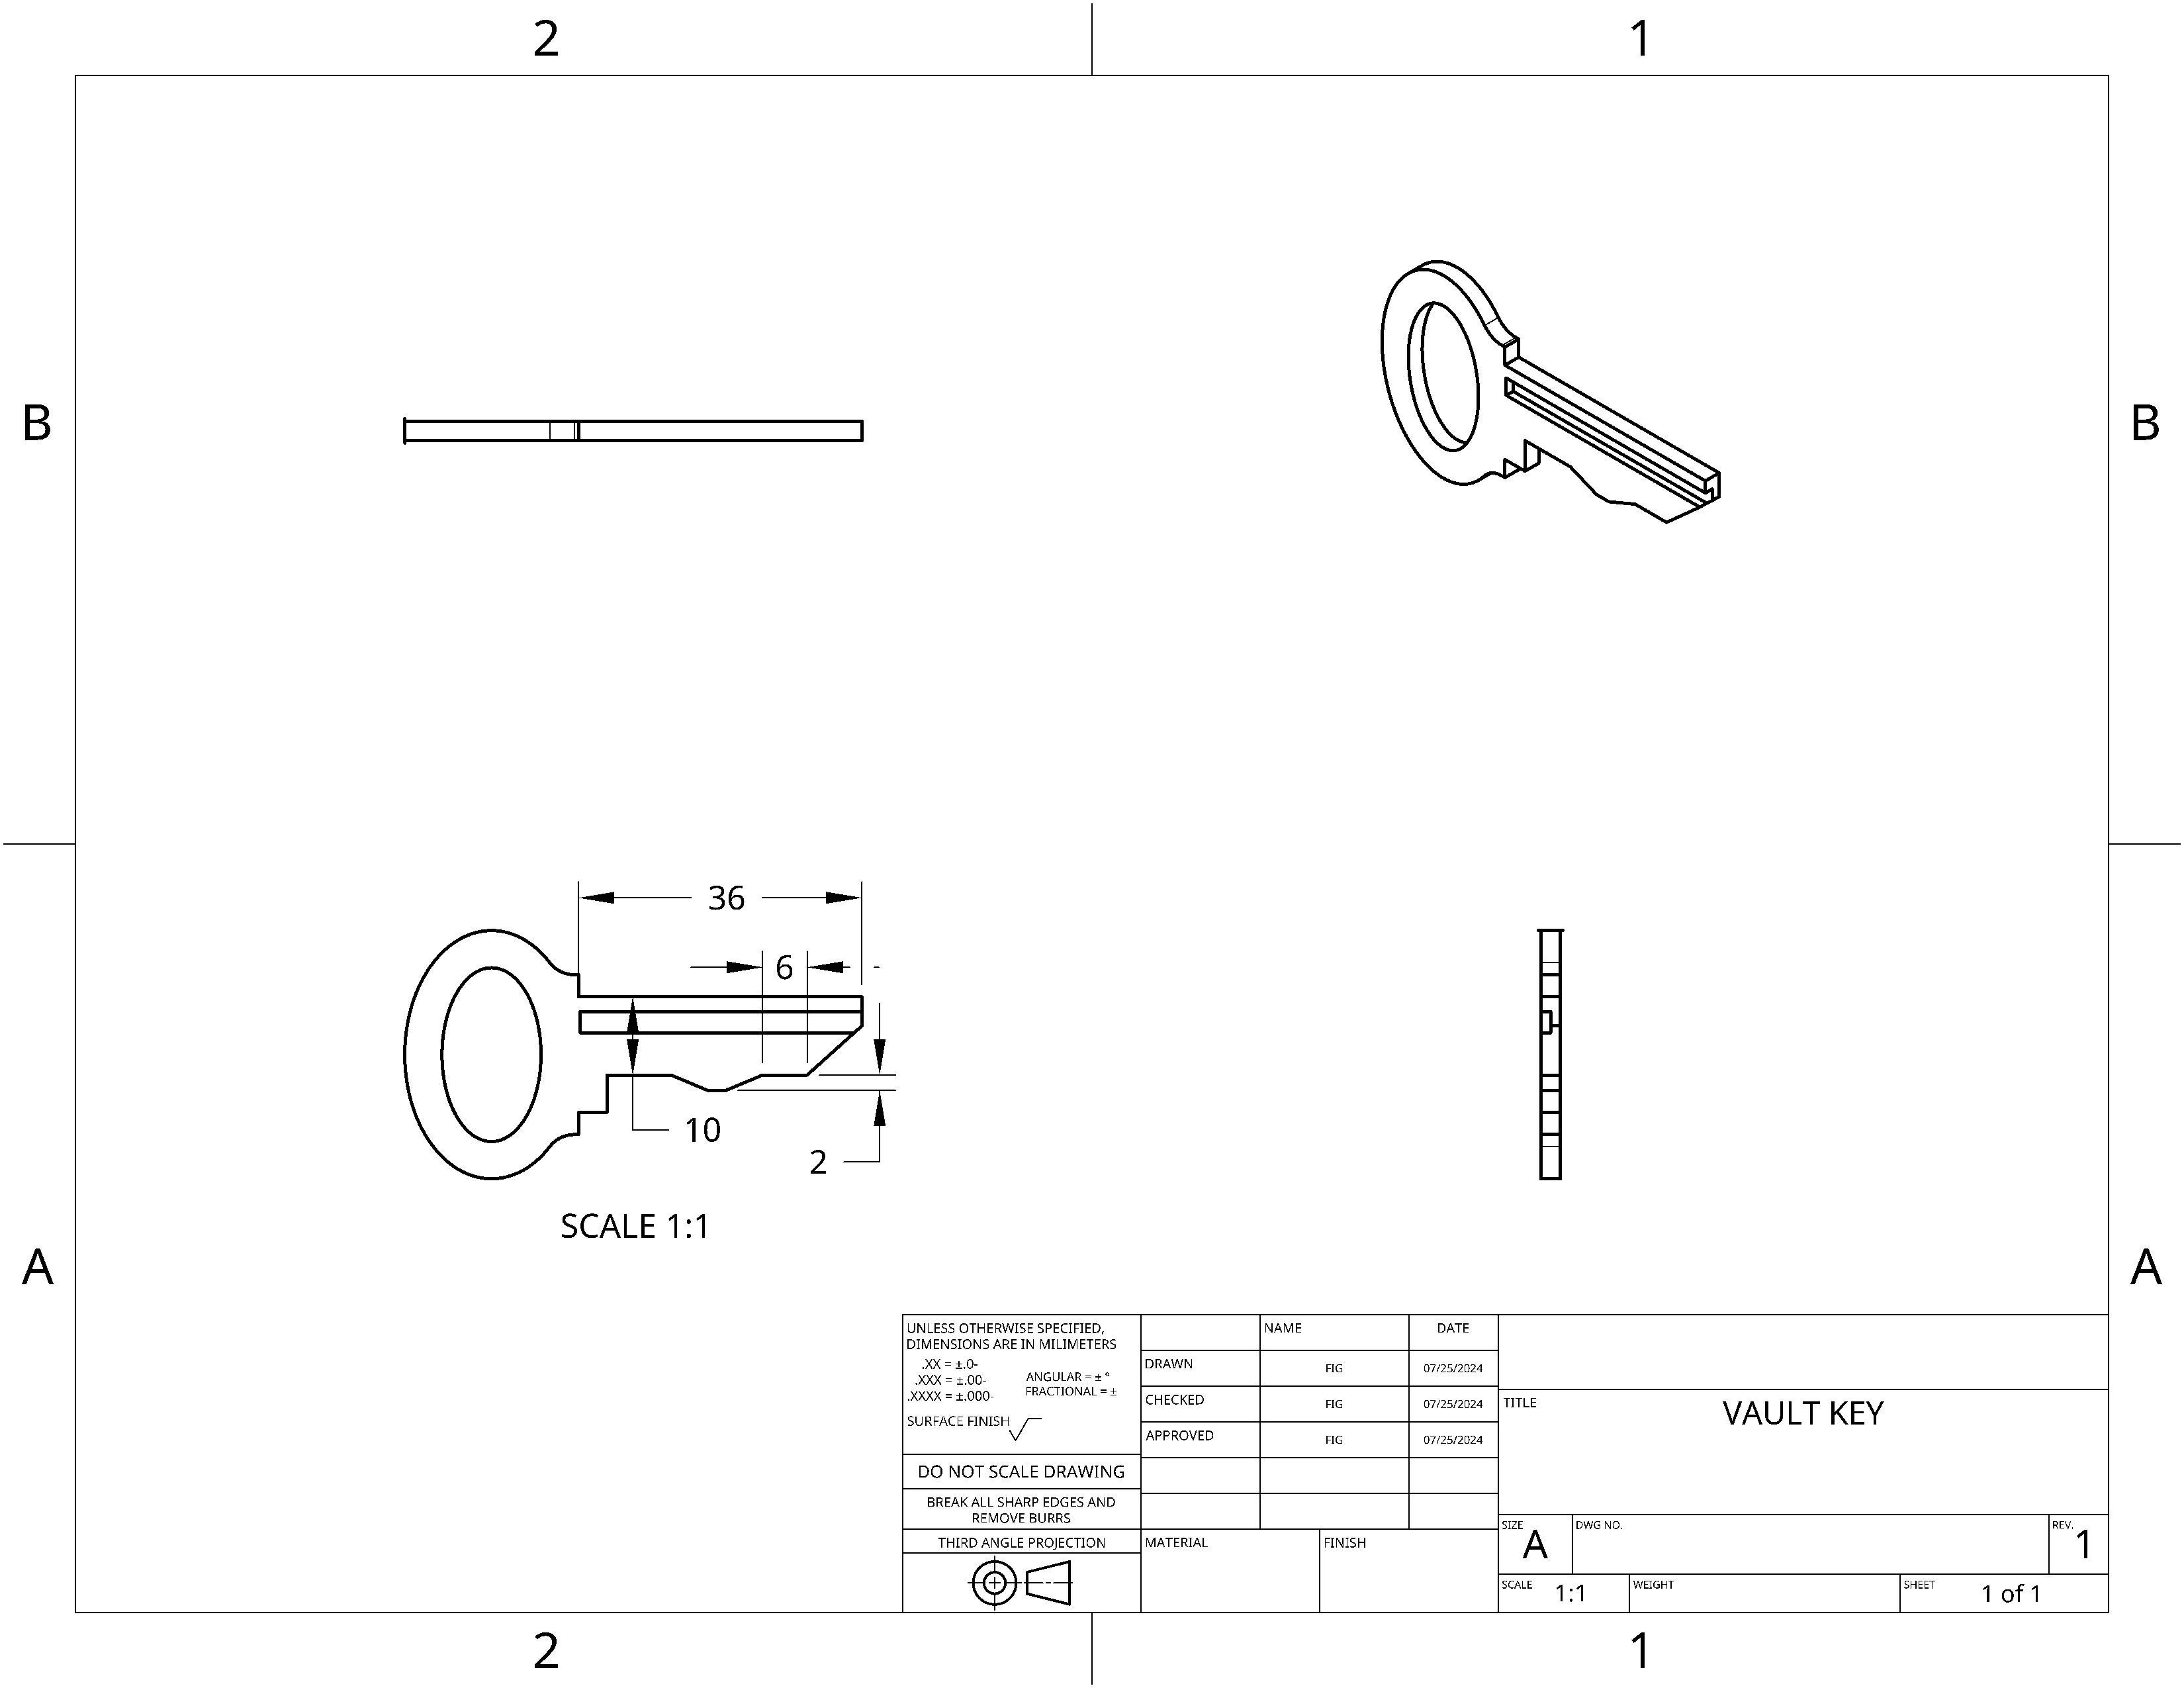 2
1
B
B
36
6
10
2
SCALE 1:1
A
A
UNLESS OTHERWISE SPECIFIED,
DIMENSIONS ARE IN MILIMETERS
.XX = ±.0-
.XXX = ±.00-
.XXXX = ±.000-
ANGULAR = ± °
FRACTIONAL = ±
SURFACE FINISH
DO NOT SCALE DRAWING
BREAK ALL SHARP EDGES AND
REMOVE BURRS
THIRD ANGLE PROJECTION
NAME
DATE
DRAWN
FIG
07/25/2024
CHECKED
FIG
07/25/2024
APPROVED
FIG
07/25/2024
MATERIAL
FINISH
TITLE
VAULT KEY
SIZE
A
DWG NO.
REV.
1
SCALE
1:1
WEIGHT
SHEET
1 of 1
2
1